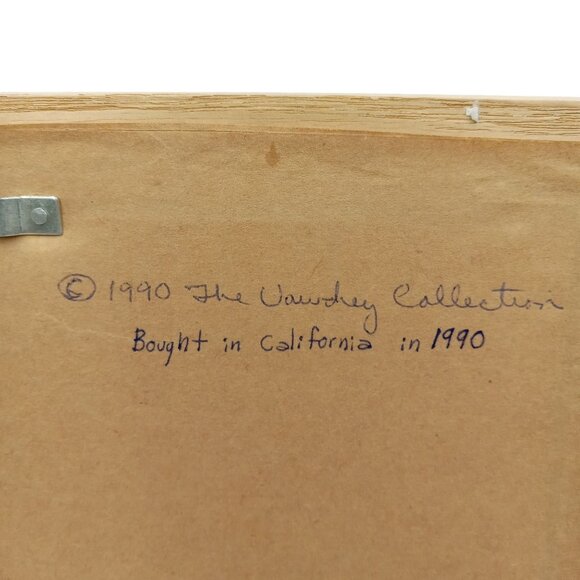 © 1990 The Vawdrey Collection
Bought in California in 1990